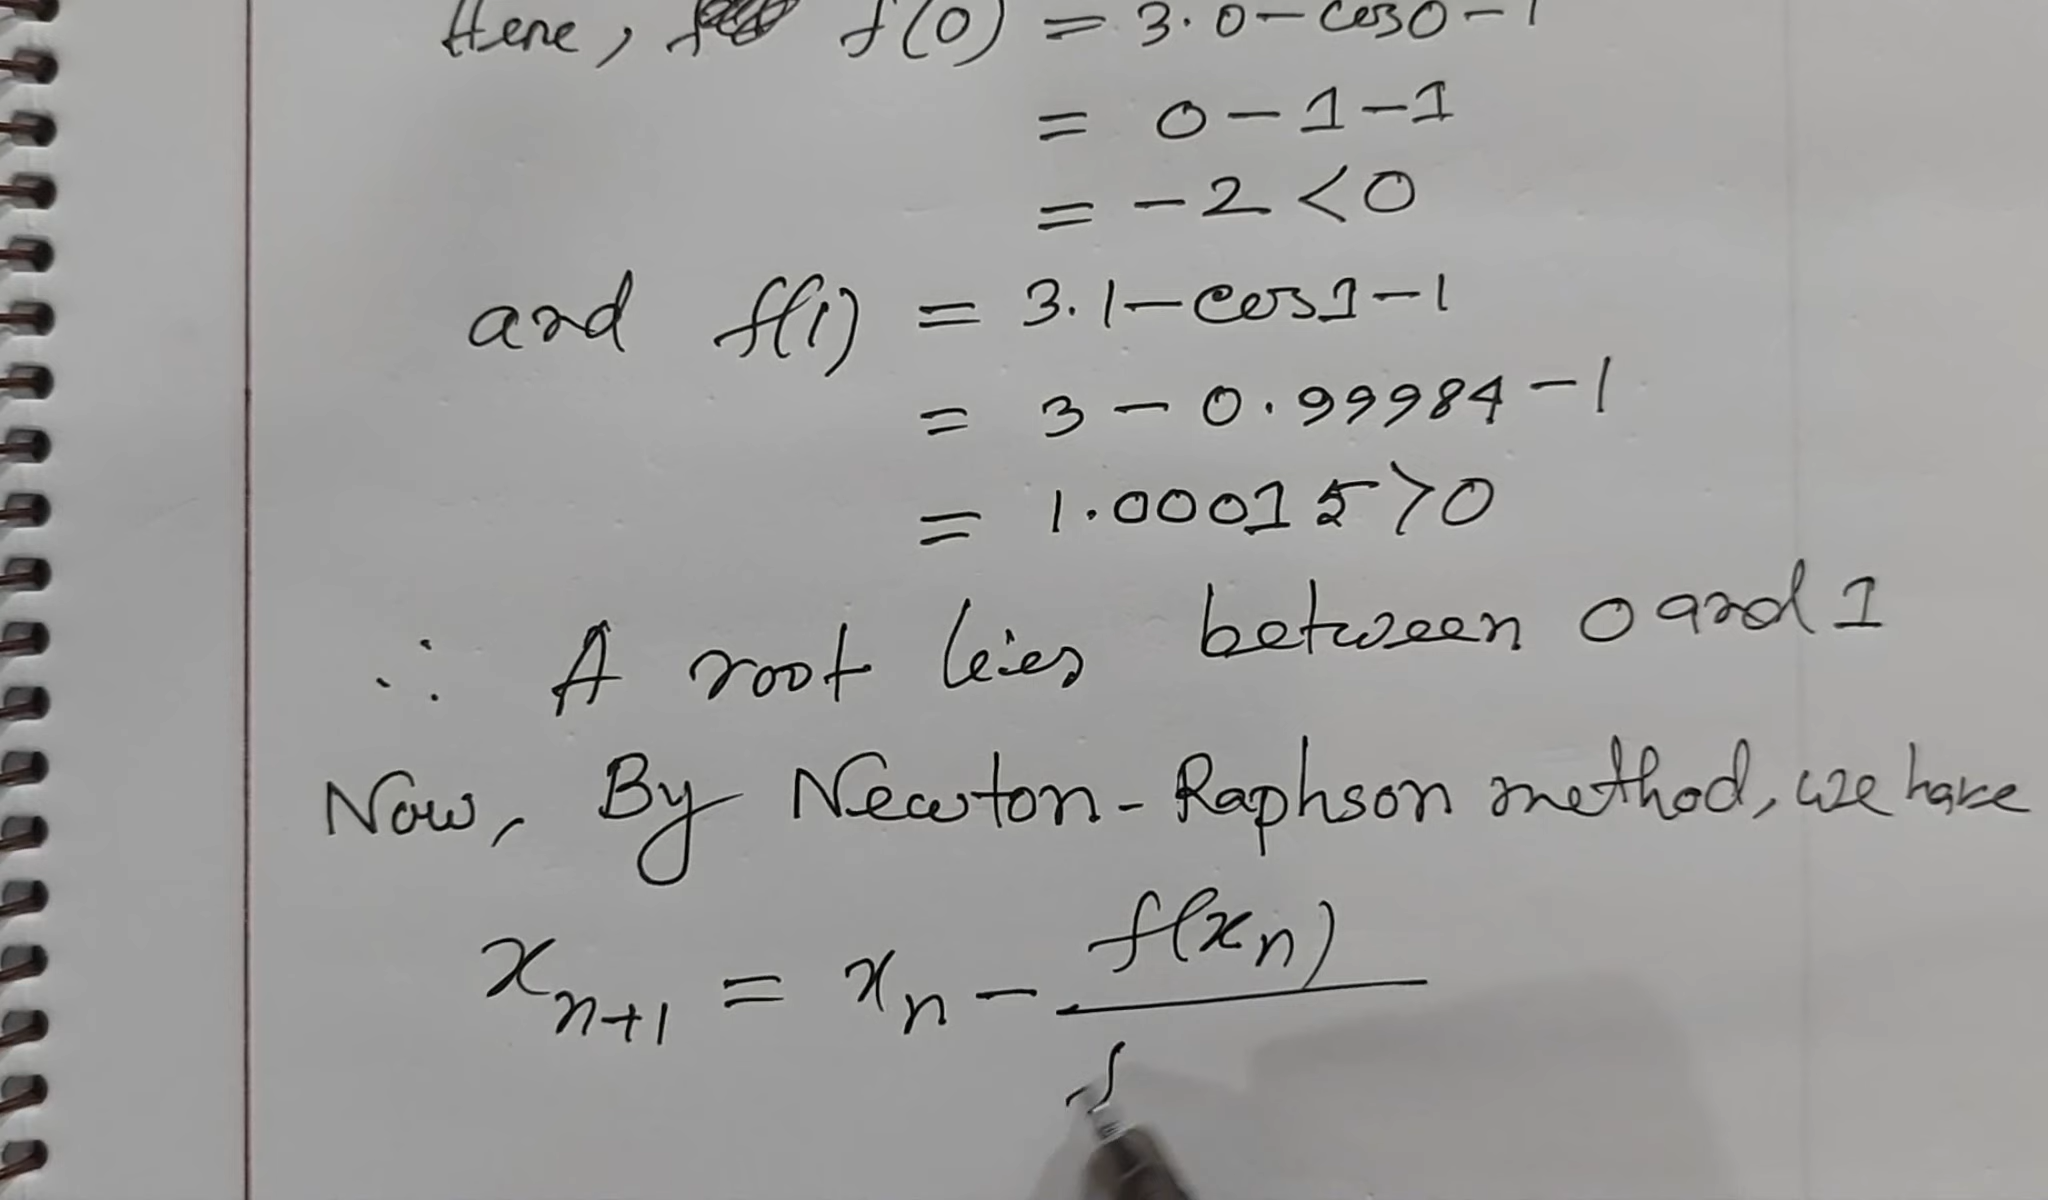 Here, f(0) = 3.0-cos0-1
= 0-1-1
= -2<0
and f(1) = 3.1-cos1-1
= 3-0.99984-1
= 1.00015>0
∴ A root lies between 0 and 1
Now, By Newton-Raphson method, we have
xₙ₊₁ = xₙ - f(xₙ)
f